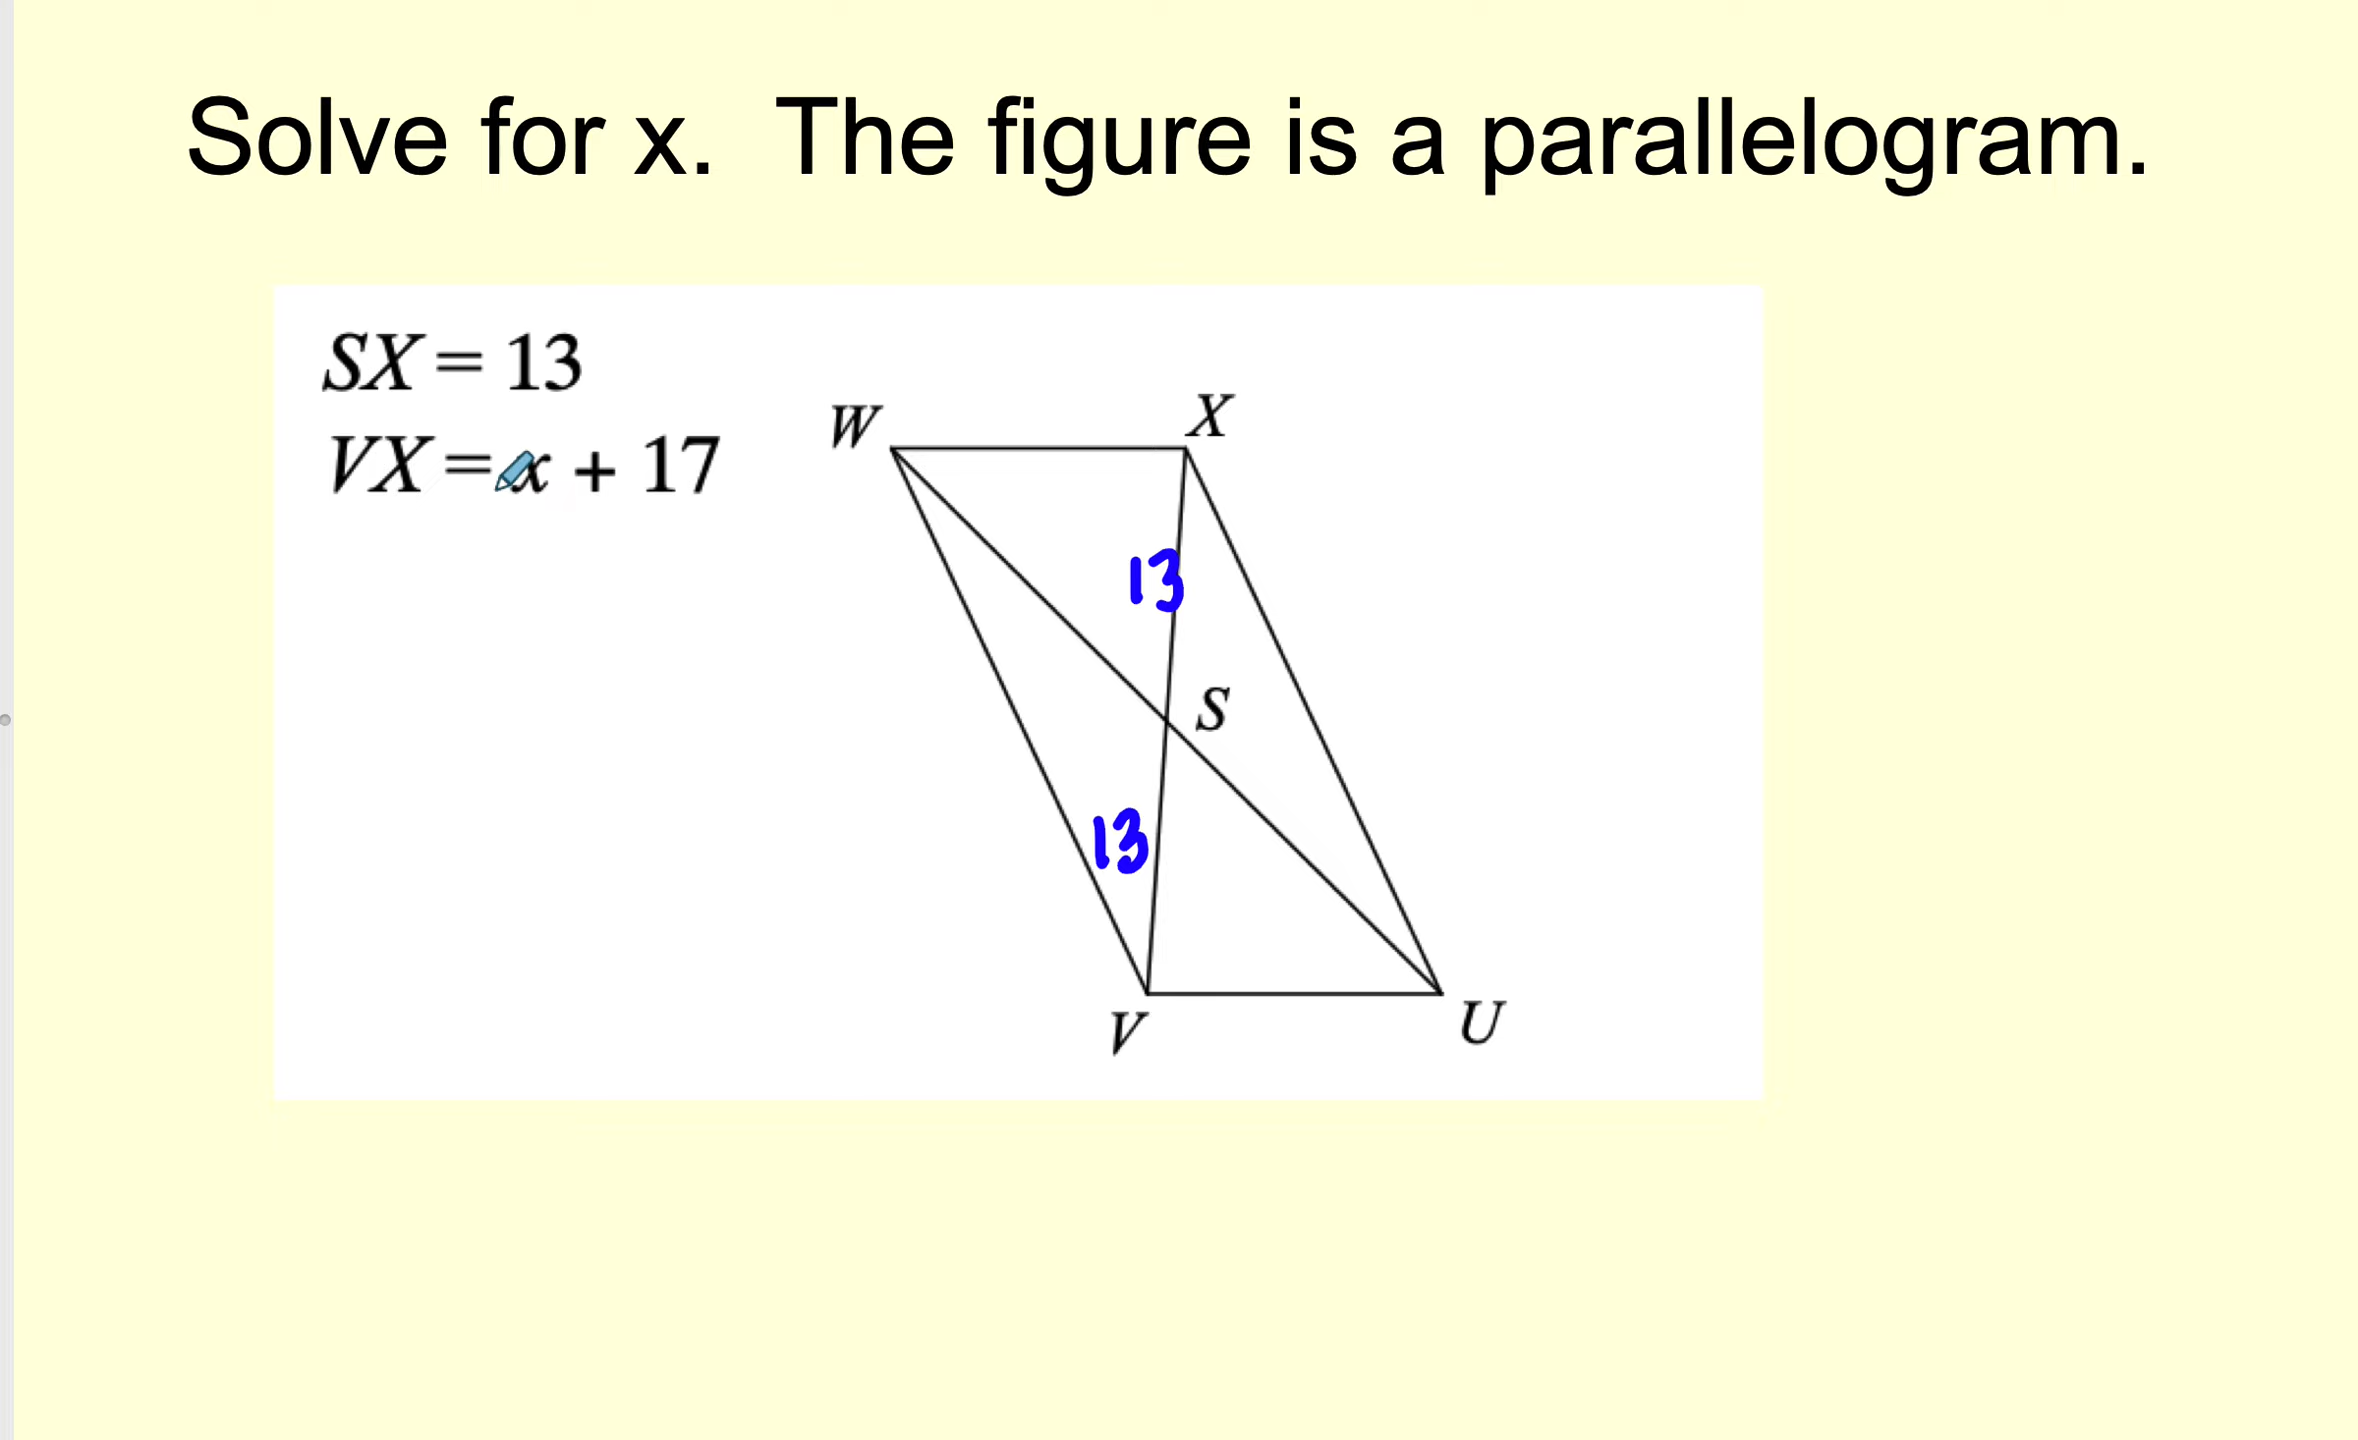 Solve for x. The figure is a parallelogram.
SX = 13
VX = x + 17
W
X
13
S
13
V
U